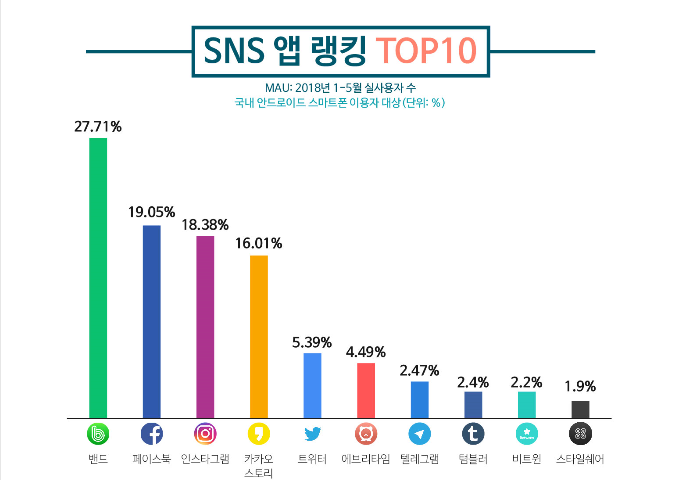 SNS 앱 랭킹 TOP10
MAU: 2018년 1-5월 실사용자 수
국내 안드로이드 스마트폰 이용자 대상(단위: %)
27.71%
19.05%
18.38%
16.01%
5.39%
4.49%
2.47%
2.4%
2.2%
1.9%
밴드
페이스북
인스타그램
카카오
스토리
트위터
에브리타임
텔레그램
텀블러
비트윈
스타일쉐어